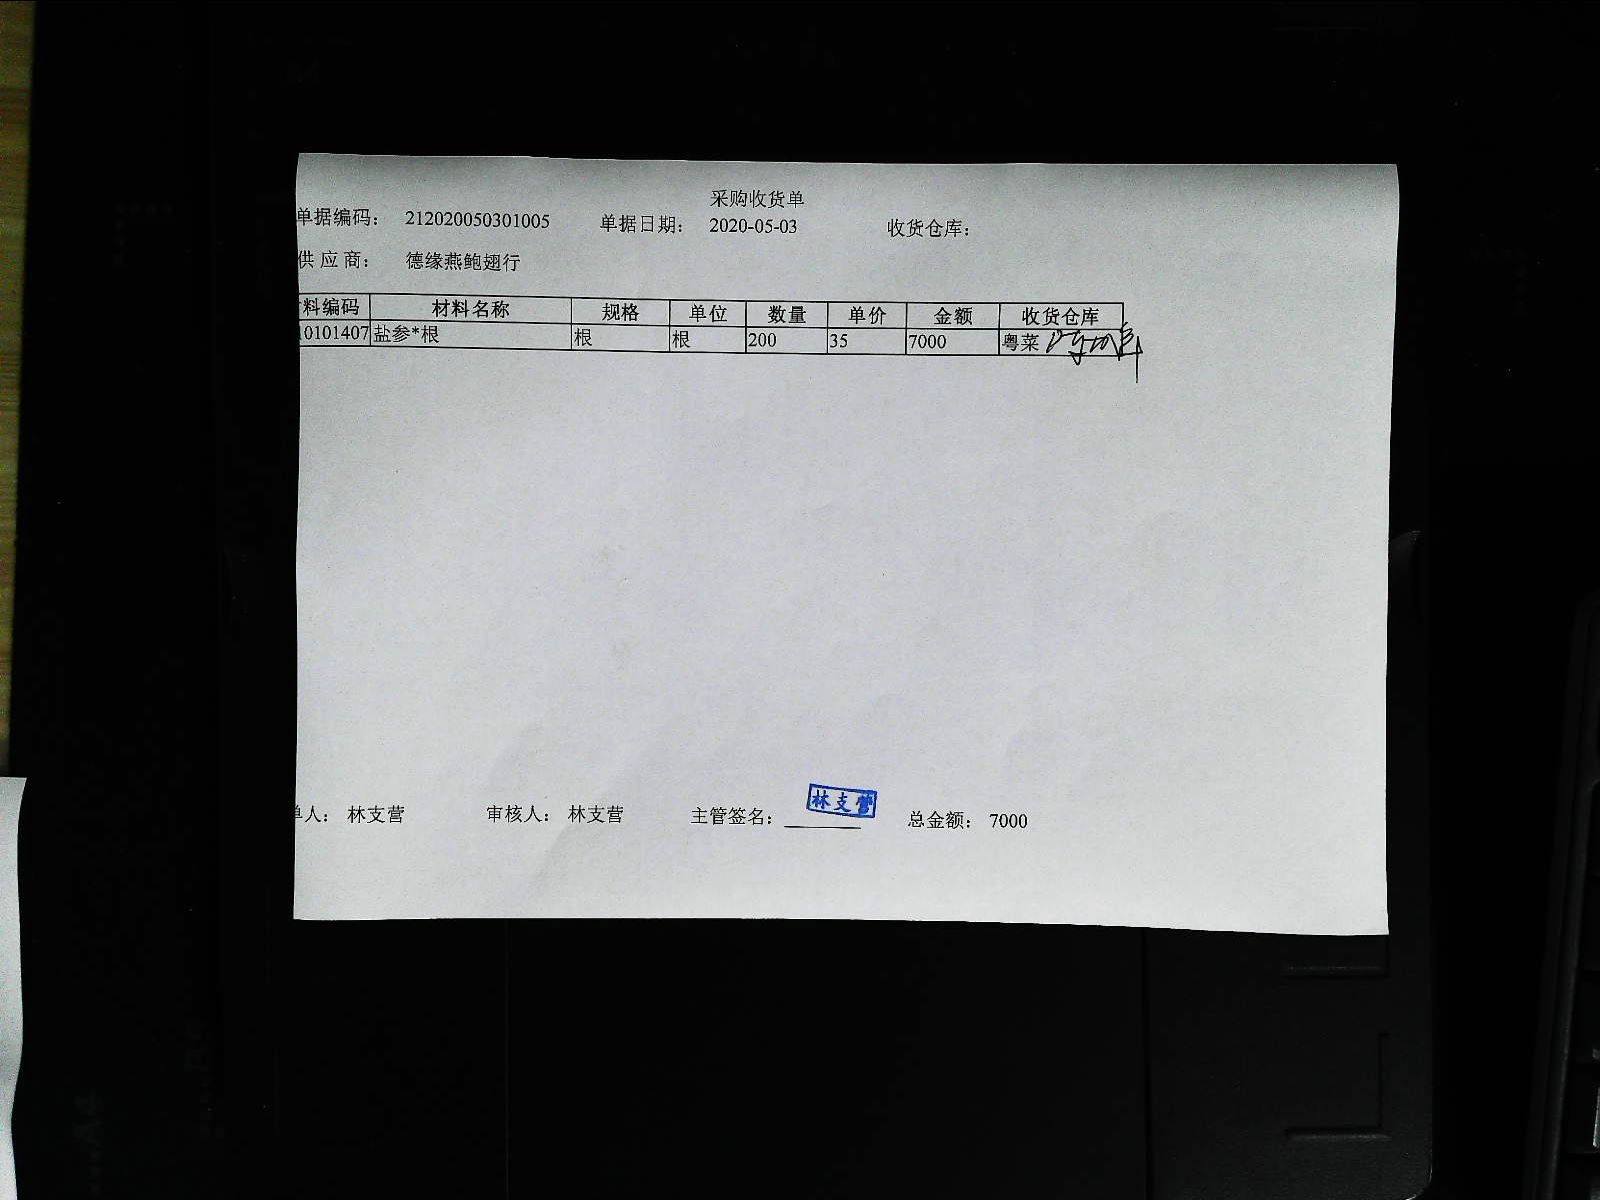 采购收货单
单据编码： 212020050301005 单据日期： 2020-05-03 收货仓库：
供应商： 德缘燕鲍翅行
料编码 材料名称 规格 单位 数量 单价 金额 收货仓库
10101407 盐参*根 根 根 200 35 7000 粤菜
林支营
单人： 林支营 审核人： 林支营 主管签名： 总金额： 7000